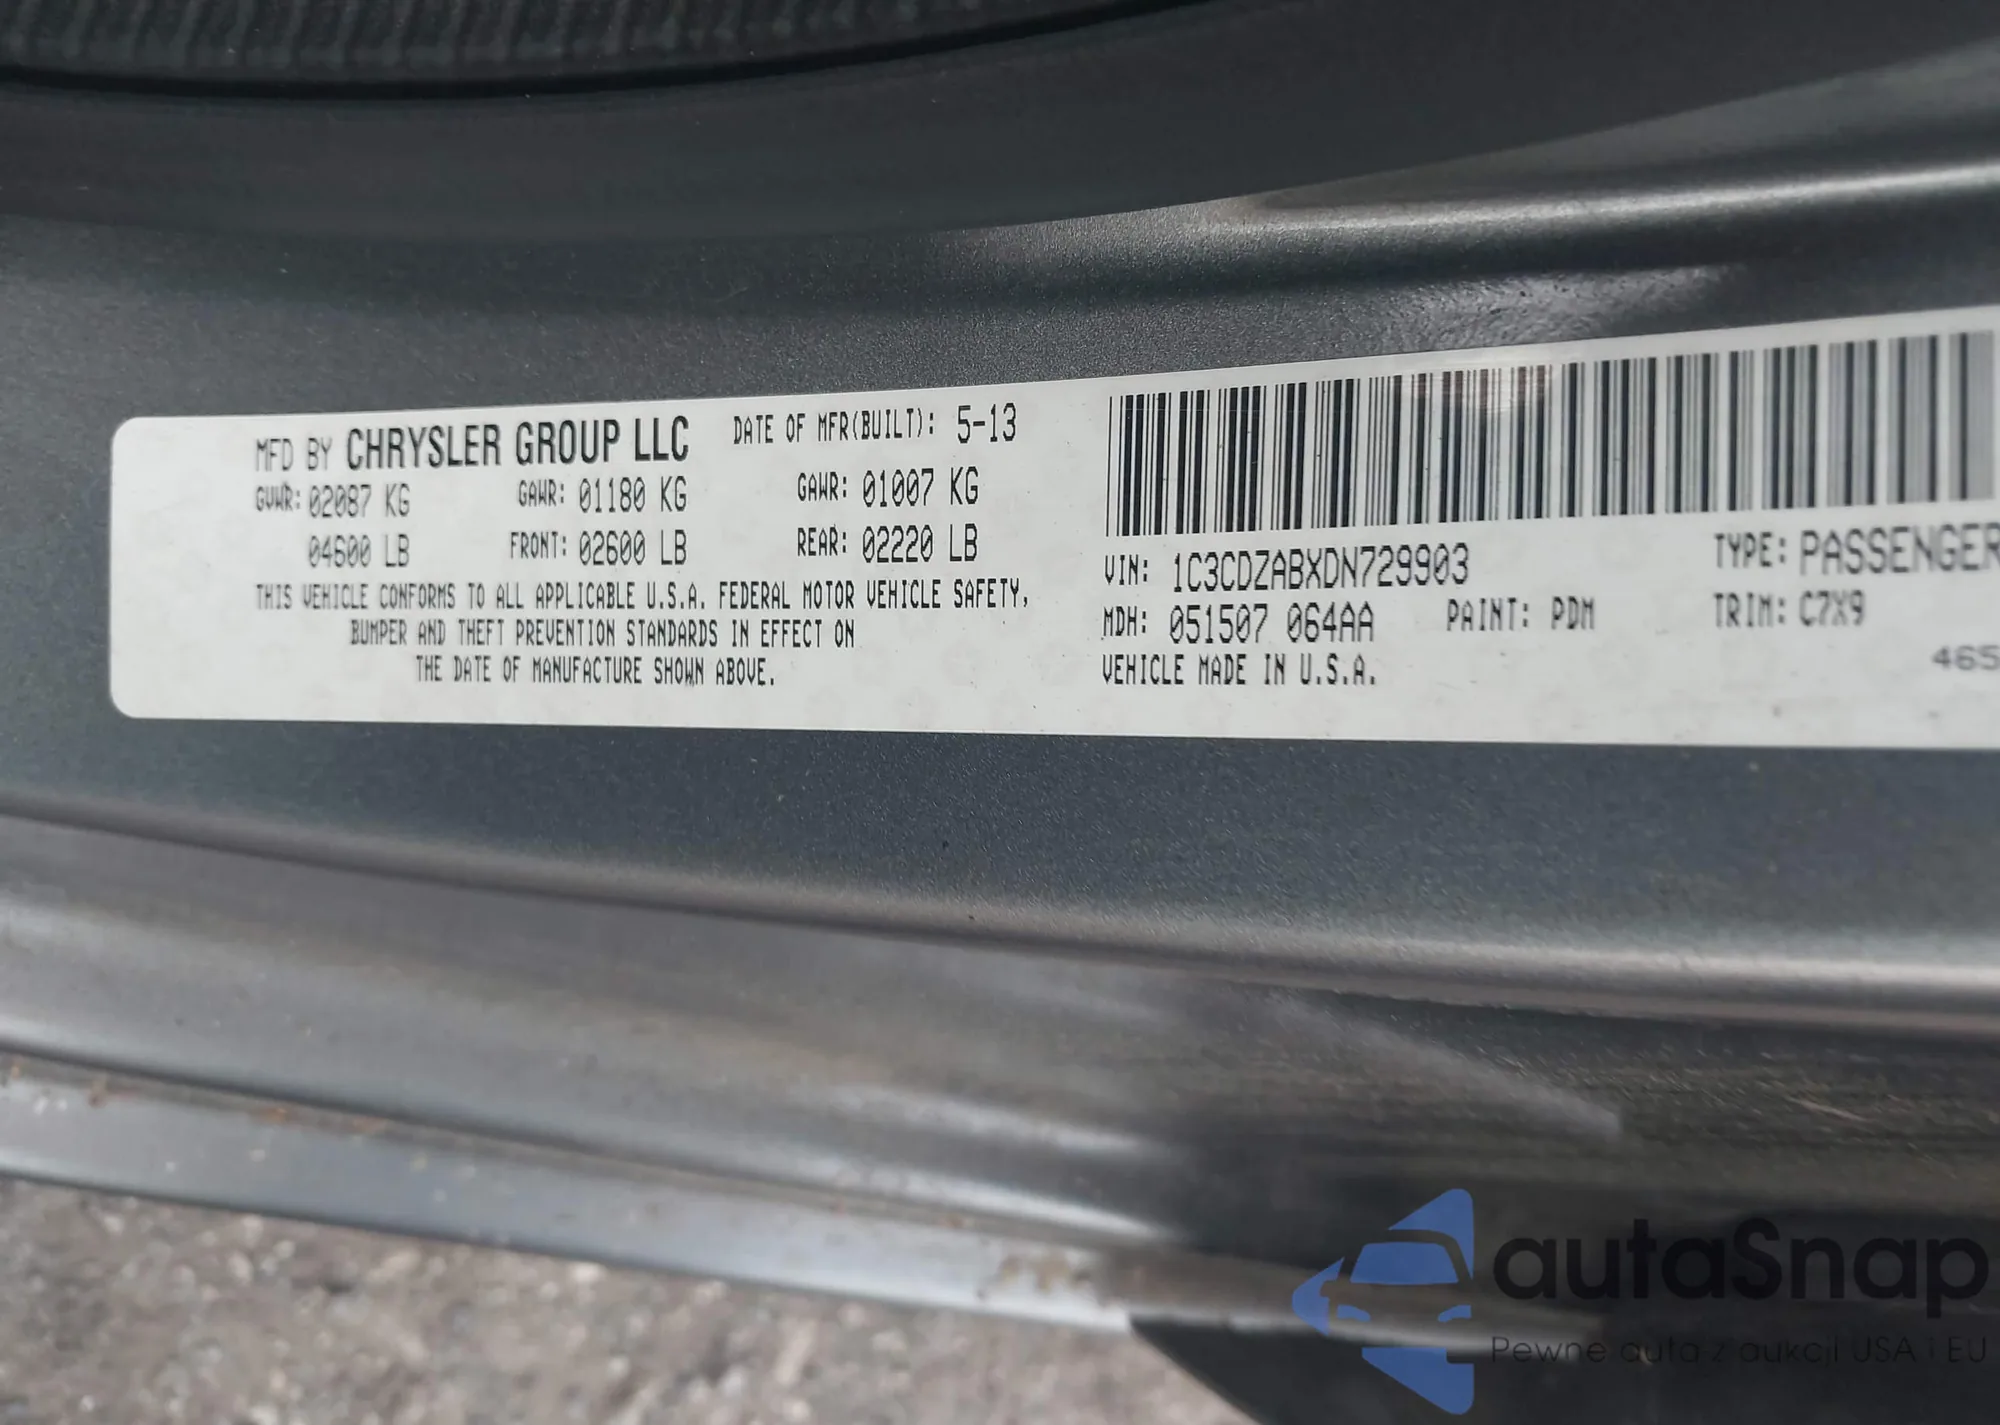 MFD BY CHRYSLER GROUP LLC DATE OF MFR(BUILT): 5-13
GVWR: 02087 KG GAWR: 01180 KG GAWR: 01007 KG
04600 LB FRONT: 02600 LB REAR: 02220 LB
THIS VEHICLE CONFORMS TO ALL APPLICABLE U.S.A. FEDERAL MOTOR VEHICLE SAFETY,
BUMPER AND THEFT PREVENTION STANDARDS IN EFFECT ON
THE DATE OF MANUFACTURE SHOWN ABOVE.
VIN: 1C3CDZABXDN729903 TYPE: PASSENGER
MDH: 051507 064AA PAINT: PDM TRIM: C7X9
VEHICLE MADE IN U.S.A. 465
autaSnap
Pewne auta z aukcji USA i EU